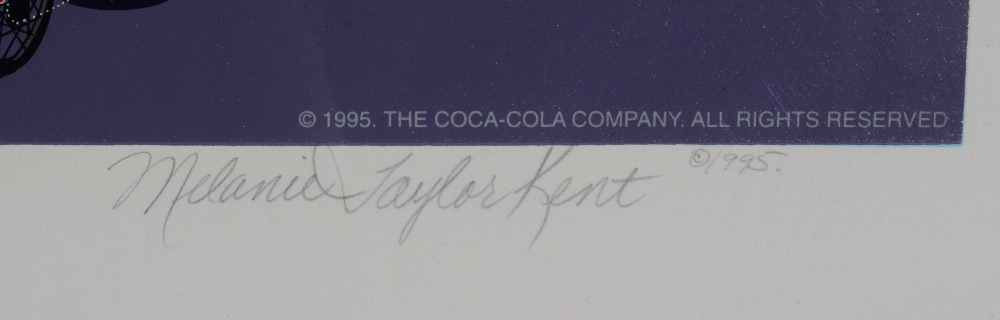 © 1995. THE COCA-COLA COMPANY. ALL RIGHTS RESERVED
Melanie Taylor Kent ©1995.